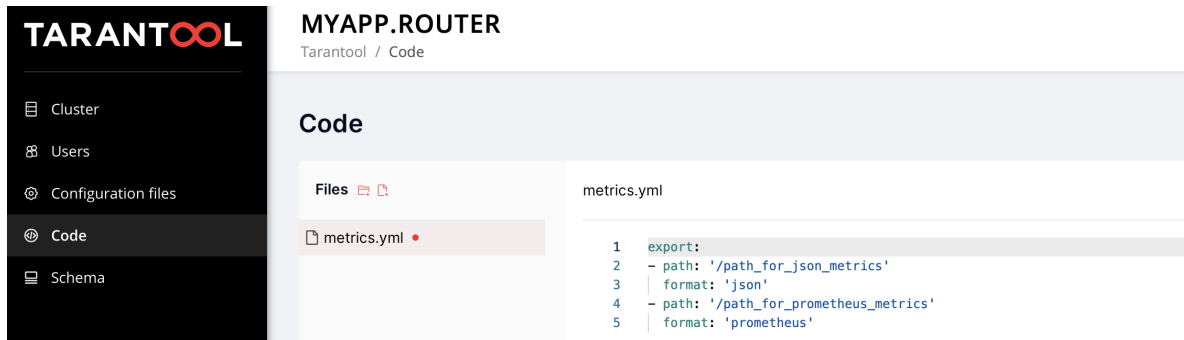 TARANTOOL
Cluster
Users
Configuration files
Code
Schema
MYAPP.ROUTER
Tarantool / Code
Code
Files
metrics.yml
metrics.yml
1 export:
2 - path: '/path_for_json_metrics'
3   format: 'json'
4 - path: '/path_for_prometheus_metrics'
5   format: 'prometheus'